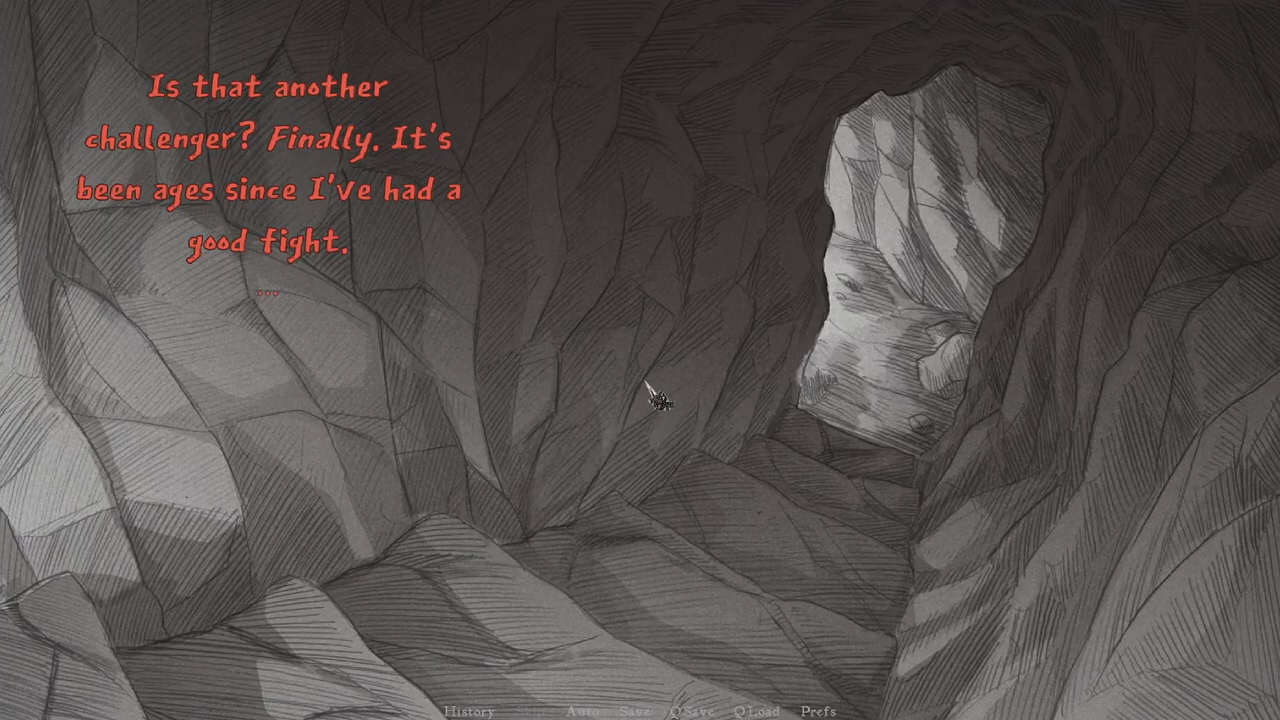 Is that another
challenger? Finally. It's
been ages since I've had a
good fight.
...
History Skip Auto Save Q.Save Q.Load Prefs